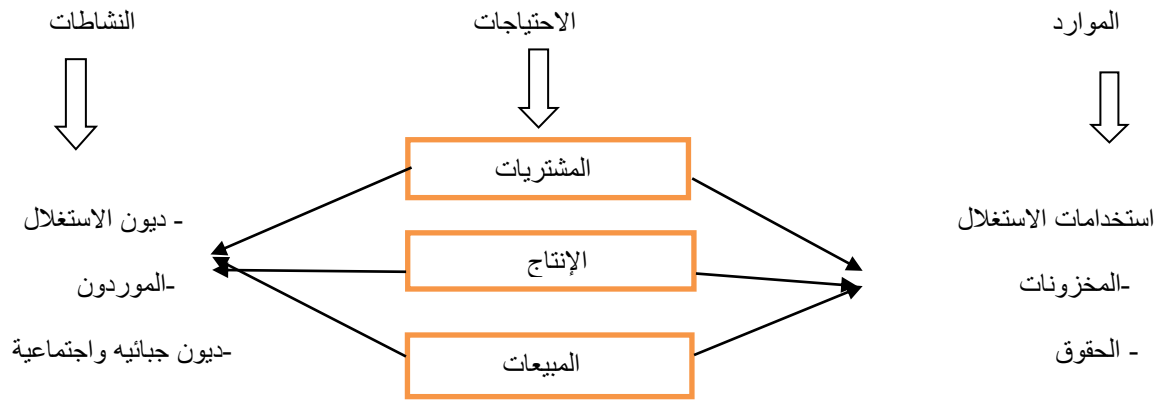 الموارد
الاحتياجات
النشاطات
المشتريات
استخدامات الاستغلال
- ديون الاستغلال
الإنتاج
-المخزونات
-الموردون
- الحقوق
المبيعات
-ديون جبائيه واجتماعية